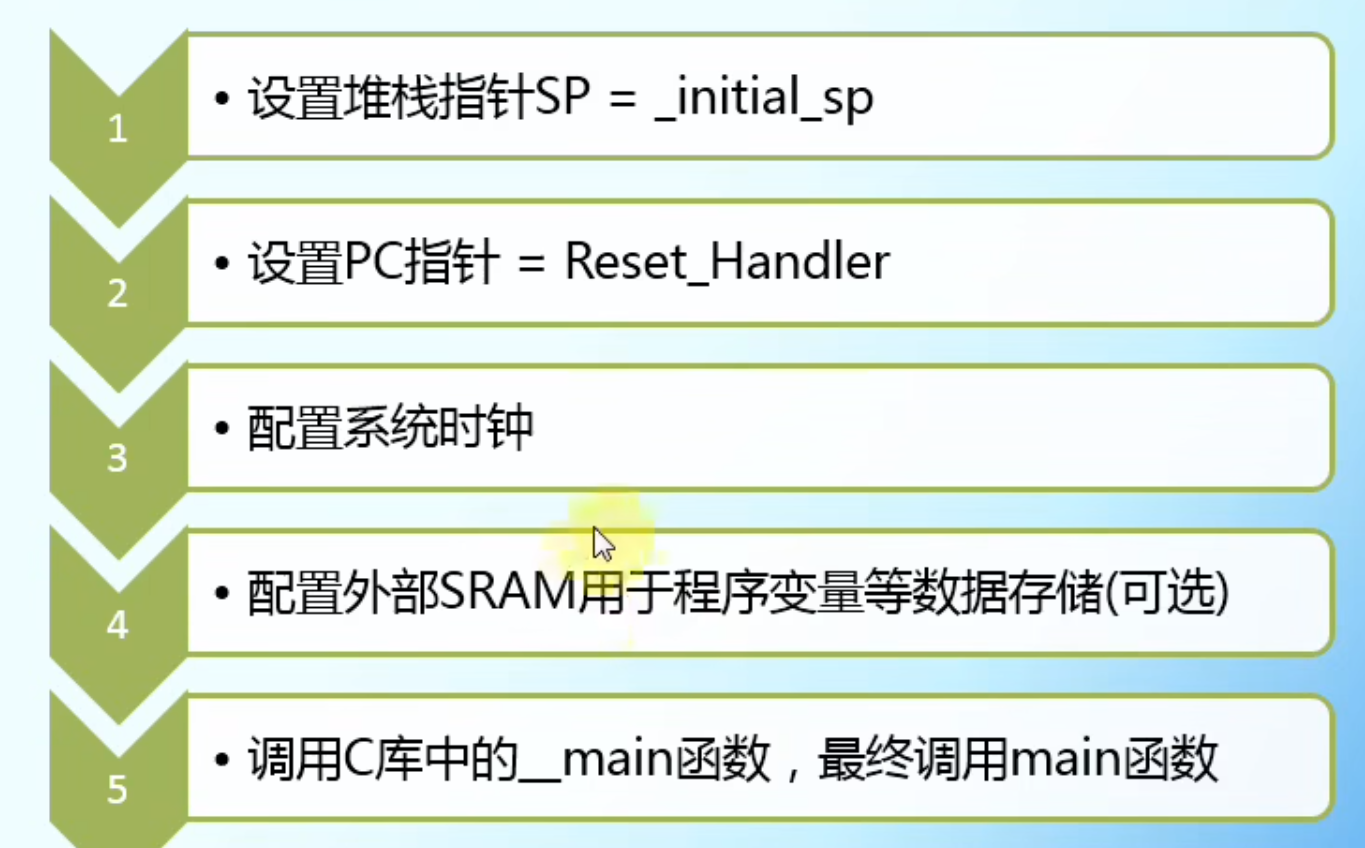 1
• 设置堆栈指针SP = _initial_sp
2
• 设置PC指针 = Reset_Handler
3
• 配置系统时钟
4
• 配置外部SRAM用于程序变量等数据存储(可选)
5
• 调用C库中的__main函数，最终调用main函数